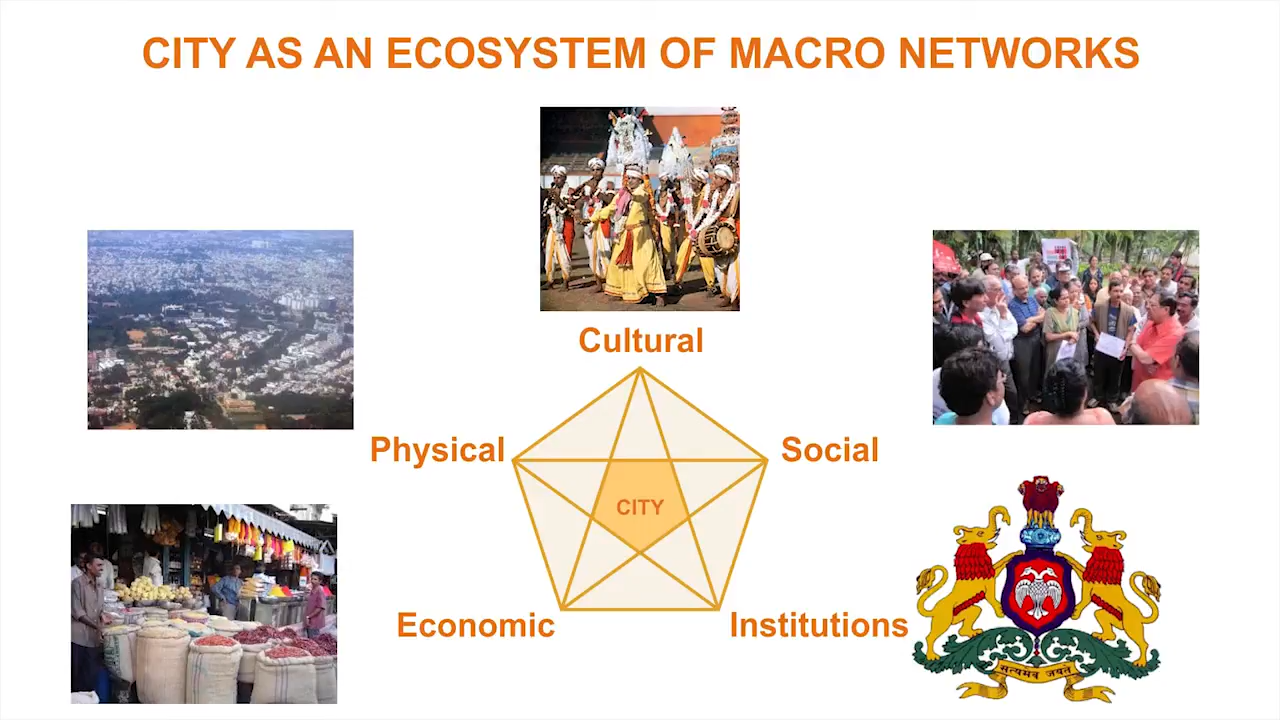 CITY AS AN ECOSYSTEM OF MACRO NETWORKS
Cultural
Physical
Social
CITY
Economic
Institutions
सत्यमेव जयते